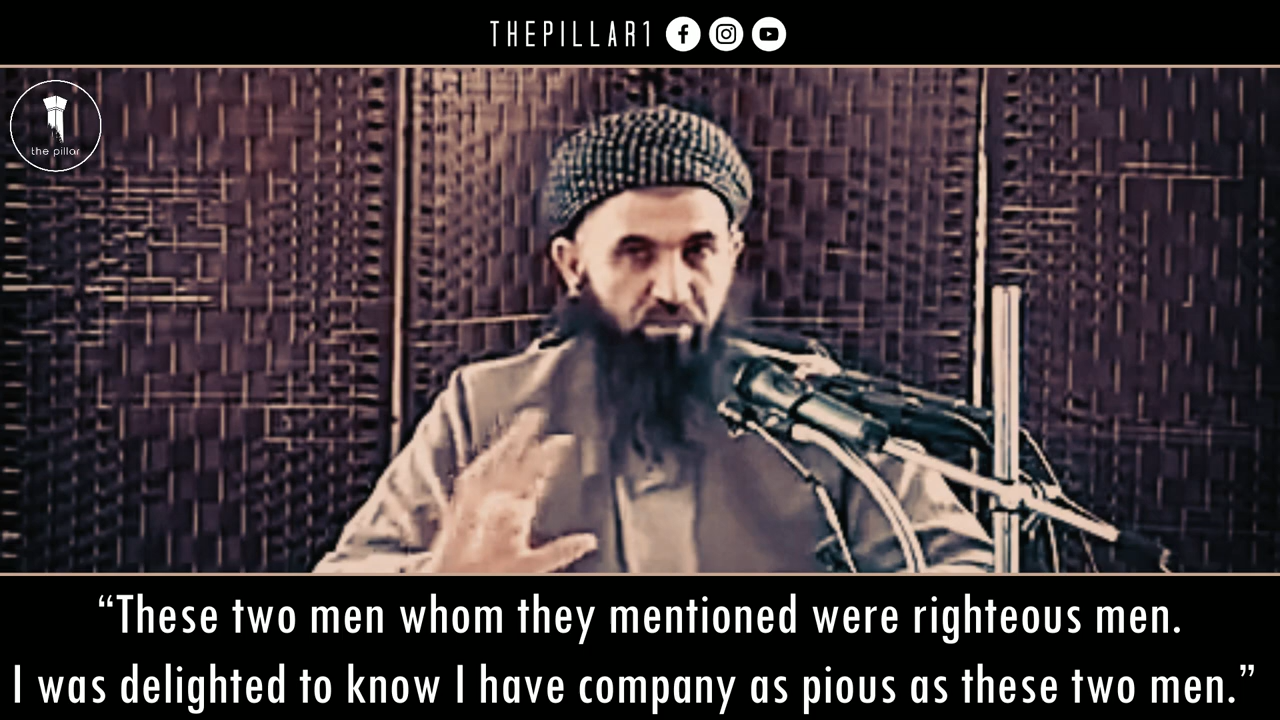 THEPILLAR1
the pillar
“These two men whom they mentioned were righteous men.
I was delighted to know I have company as pious as these two men.”